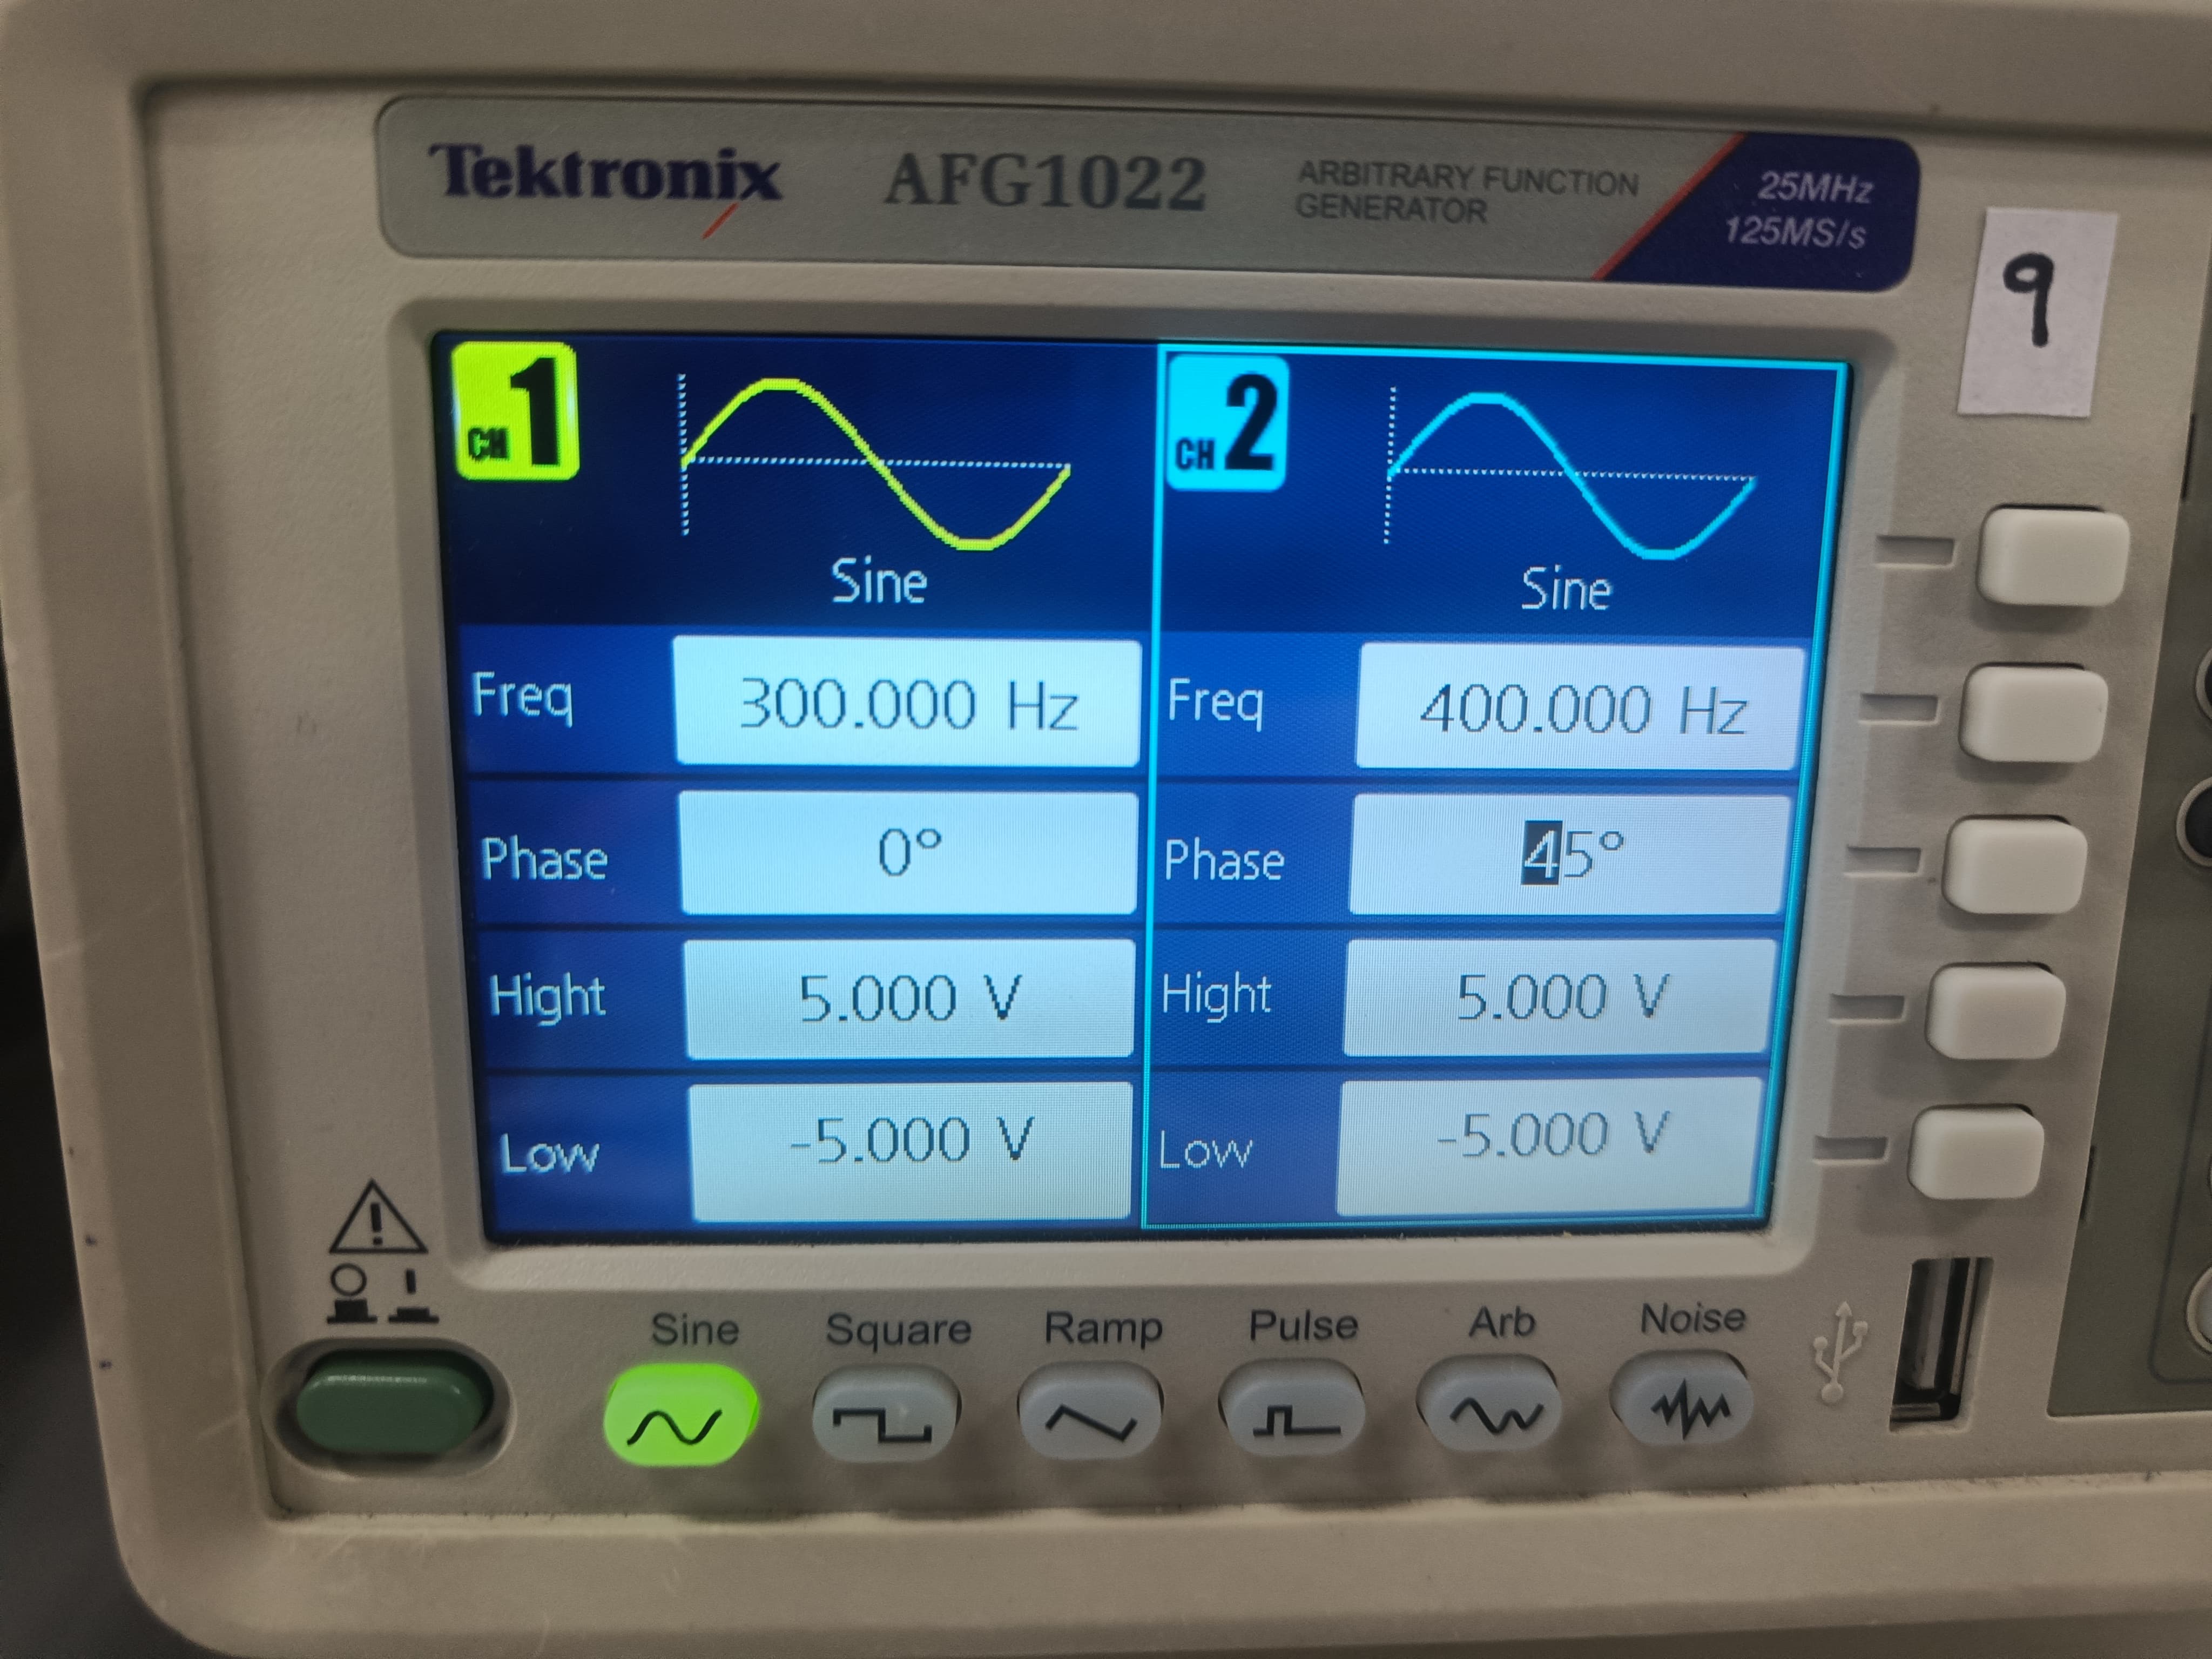 Tektronix AFG1022 ARBITRARY FUNCTION GENERATOR
25MHz
125MS/s
9
CH 1
Sine
Freq 300.000 Hz
Phase 0°
Hight 5.000 V
Low -5.000 V
CH 2
Sine
Freq 400.000 Hz
Phase 45°
Hight 5.000 V
Low -5.000 V
Sine Square Ramp Pulse Arb Noise